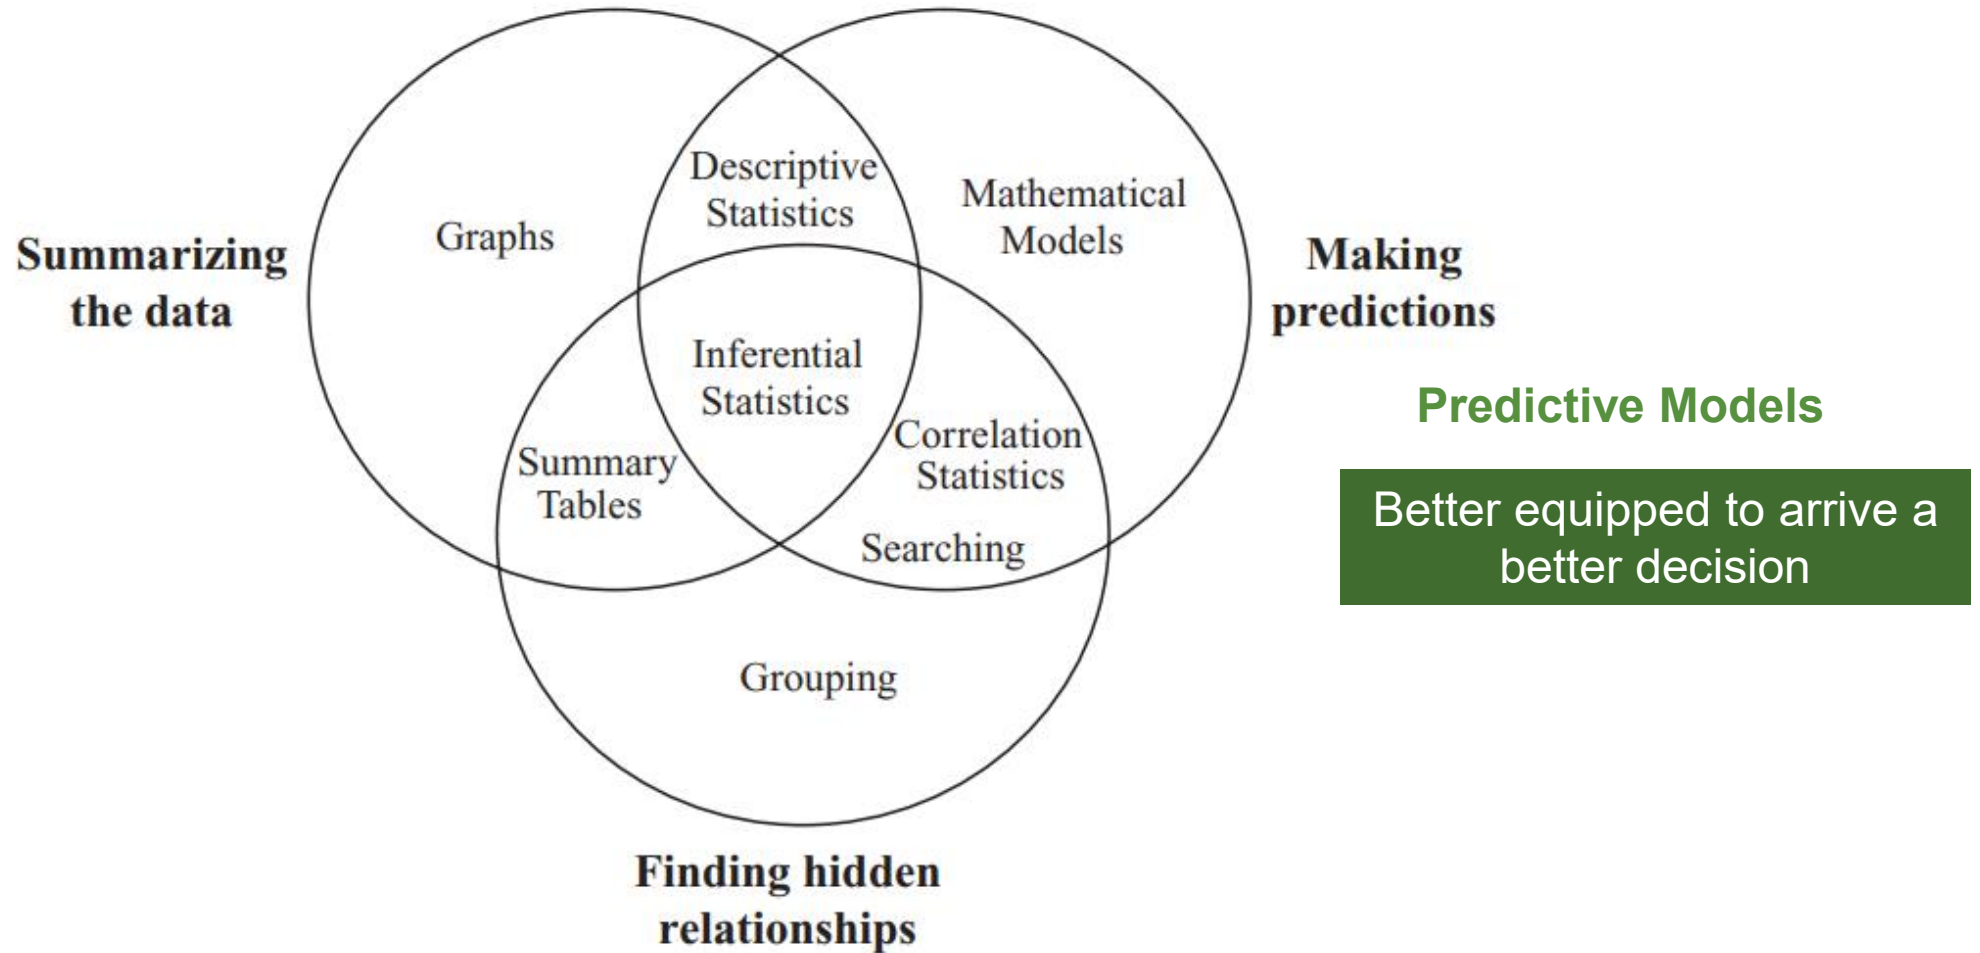 Descriptive
Statistics
Mathematical
Models
Graphs
Summarizing
the data
Making
predictions
Inferential
Statistics
Predictive Models
Correlation
Statistics
Summary
Tables
Better equipped to arrive a
better decision
Searching
Grouping
Finding hidden
relationships